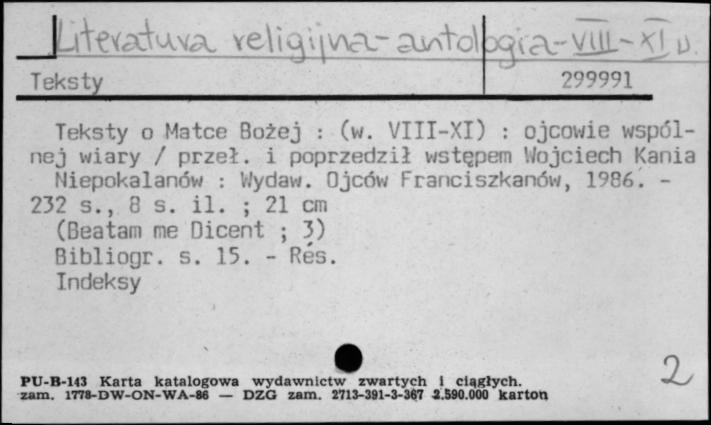 Literatura religijna - antologia - VIII - XI w.
Teksty 299991
Teksty o Matce Bożej : (w. VIII-XI) : ojcowie wspól-
nej wiary / przeł. i poprzedził wstępem Wojciech Kania
Niepokalanów : Wydaw. Ojców Franciszkanów, 1986. -
232 s., 8 s. il. ; 21 cm
(Beatam me Dicent ; 3)
Bibliogr. s. 15. - Rés.
Indeksy
2
PU-B-143 Karta katalogowa wydawnictw zwartych i ciągłych.
zam. 1778-DW-ON-WA-86 — DZG zam. 2713-391-3-367 2.590.000 karton